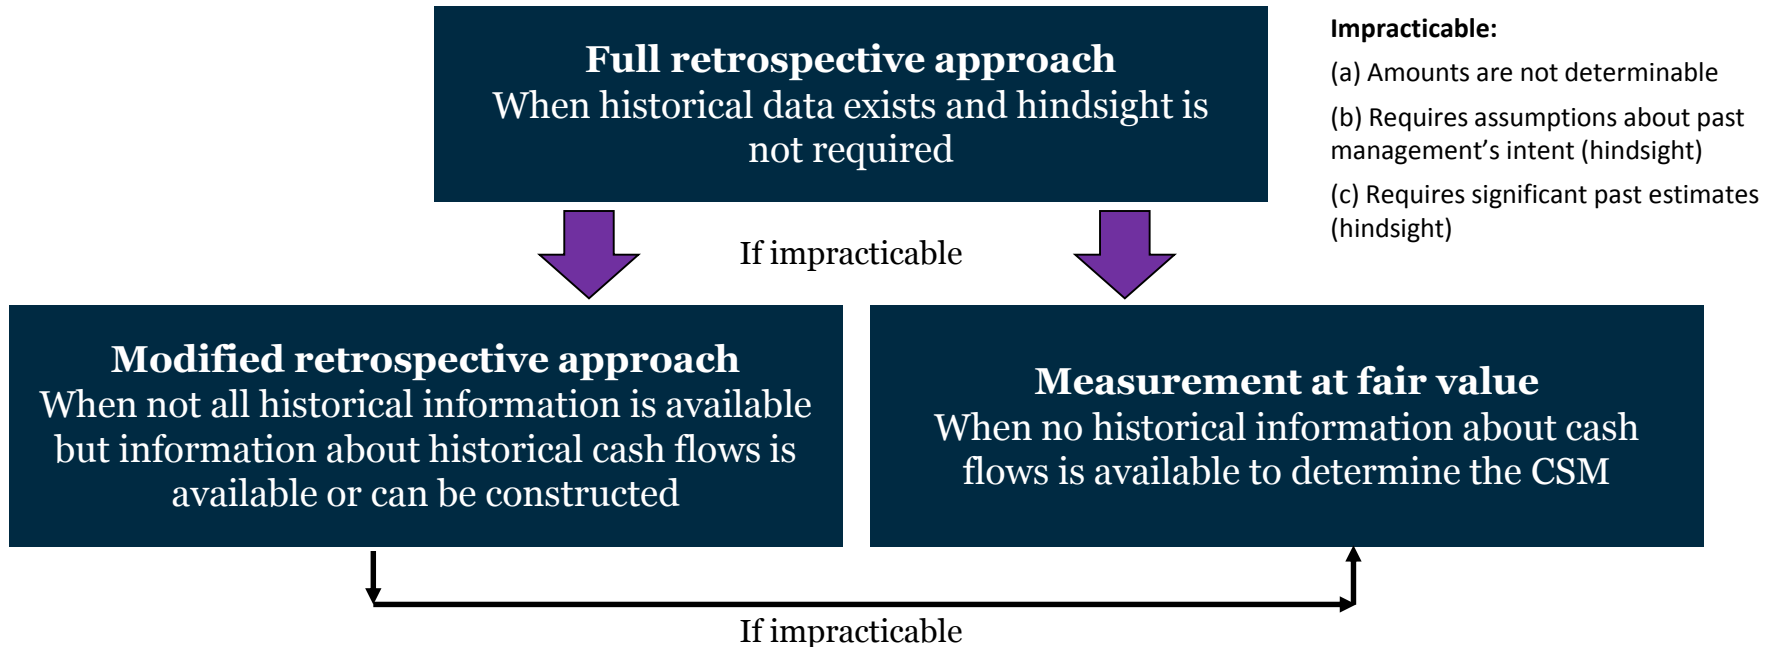 Full retrospective approach
When historical data exists and hindsight is
not required
Impracticable:
(a) Amounts are not determinable
(b) Requires assumptions about past
management’s intent (hindsight)
(c) Requires significant past estimates
(hindsight)
If impracticable
Modified retrospective approach
When not all historical information is available
but information about historical cash flows is
available or can be constructed
Measurement at fair value
When no historical information about cash
flows is available to determine the CSM
If impracticable